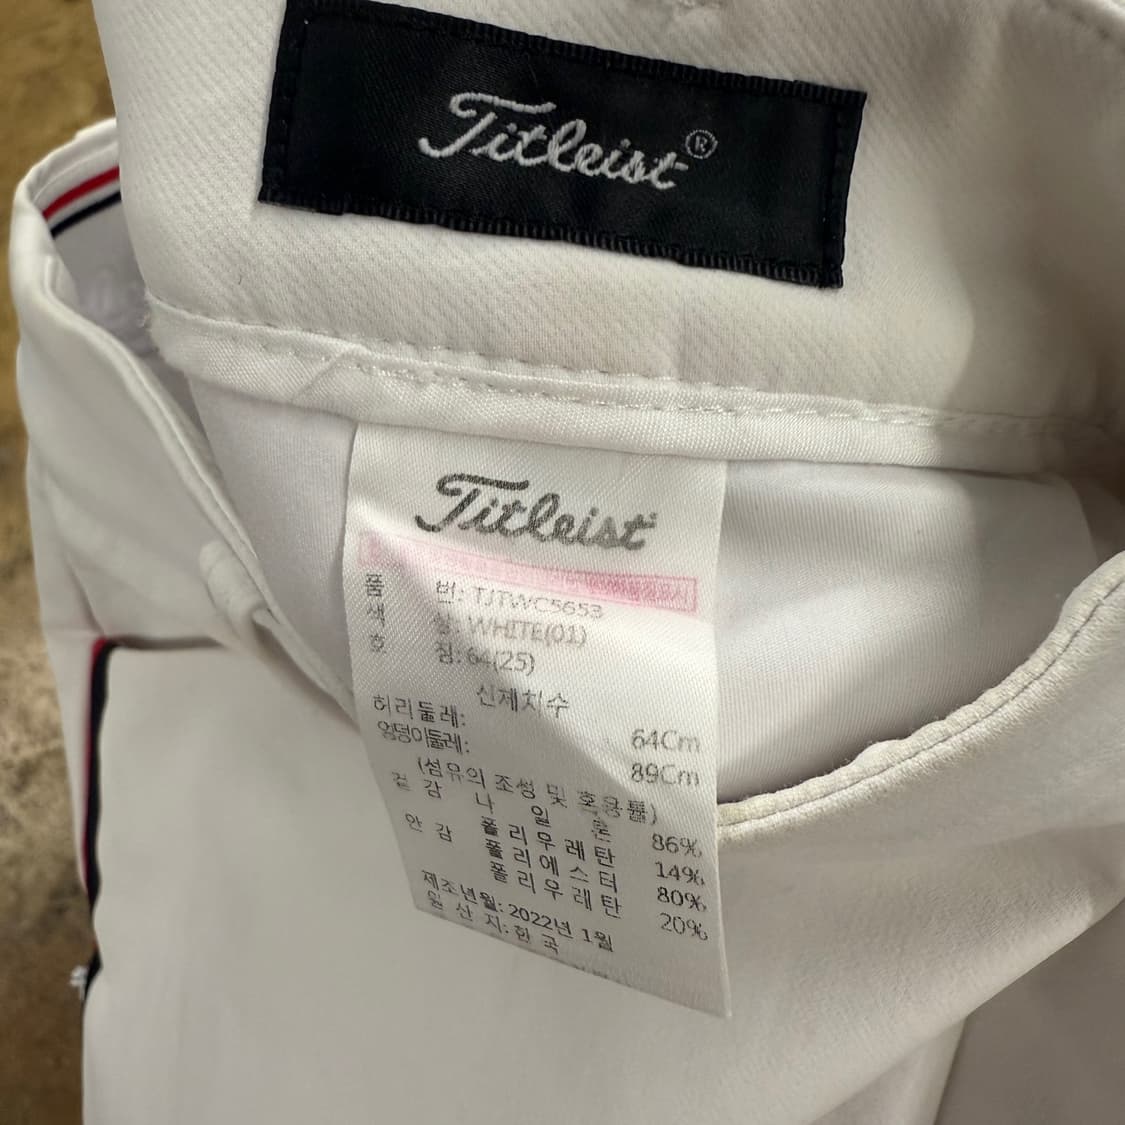 Titleist®
Titleist
품 번: TJTWC5653
색 상: WHITE(01)
호 칭: 64(25)
신체치수
허리둘레: 64Cm
엉덩이둘레: 89Cm
(섬유의 조성 및 혼용률)
겉감 나 일 론 86%
폴리우레탄 14%
안감 폴리에스터 80%
폴리우레탄 20%
제조년월: 2022년 1월
원산지: 한국